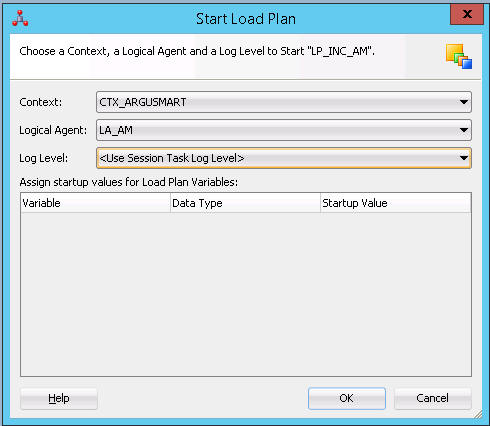 Start Load Plan
x
Choose a Context, a Logical Agent and a Log Level to Start "LP_INC_AM".
Context: CTX_ARGUSMART
Logical Agent: LA_AM
Log Level: <Use Session Task Log Level>
Assign startup values for Load Plan Variables:
Variable Data Type Startup Value
Help OK Cancel